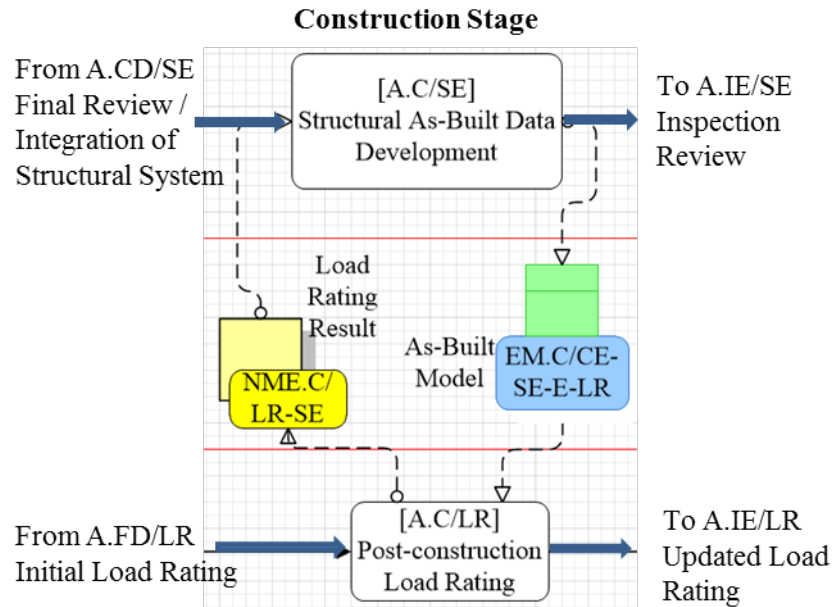 Construction Stage
From A.CD/SE
Final Review /
Integration of
Structural System
[A.C/SE]
Structural As-Built Data
Development
To A.IE/SE
Inspection
Review
Load
Rating
Result
NME.C/
LR-SE
As-Built
Model
EM.C/CE-
SE-E-LR
From A.FD/LR
Initial Load Rating
[A.C/LR]
Post-construction
Load Rating
To A.IE/LR
Updated Load
Rating